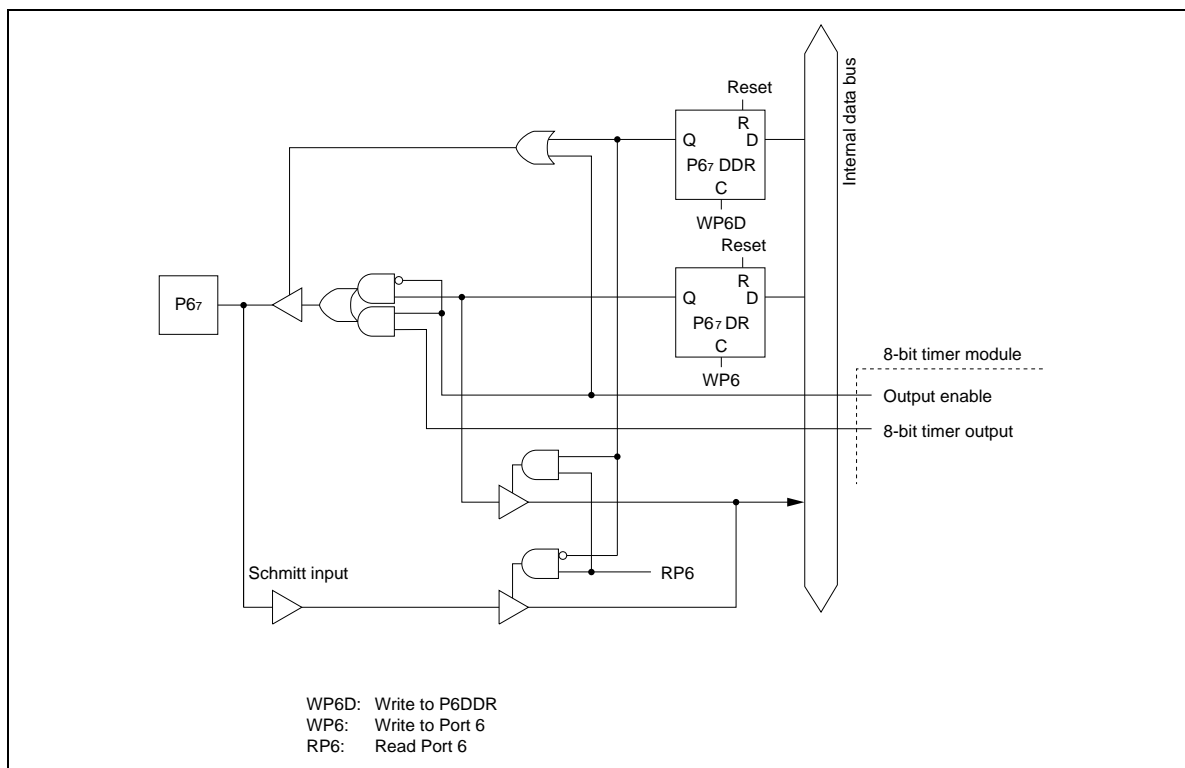 Reset
R
Q
D
P67 DDR
C
WP6D
Internal data bus
Reset
R
Q
D
P67 DR
C
WP6
P67
8-bit timer module
Output enable
8-bit timer output
Schmitt input
RP6
WP6D: Write to P6DDR
WP6: Write to Port 6
RP6: Read Port 6